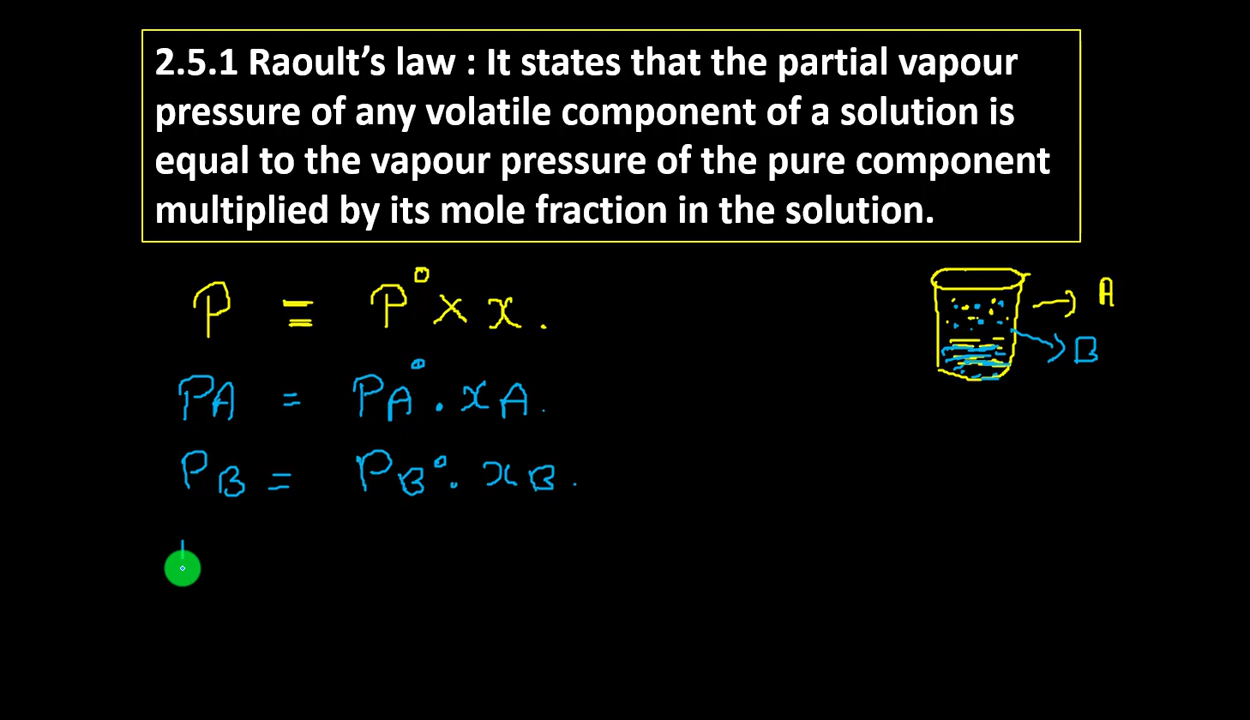 2.5.1 Raoult’s law : It states that the partial vapour
pressure of any volatile component of a solution is
equal to the vapour pressure of the pure component
multiplied by its mole fraction in the solution.
P = P° × x .
A
B
PA = PA° . xA .
PB = PB° . xB .